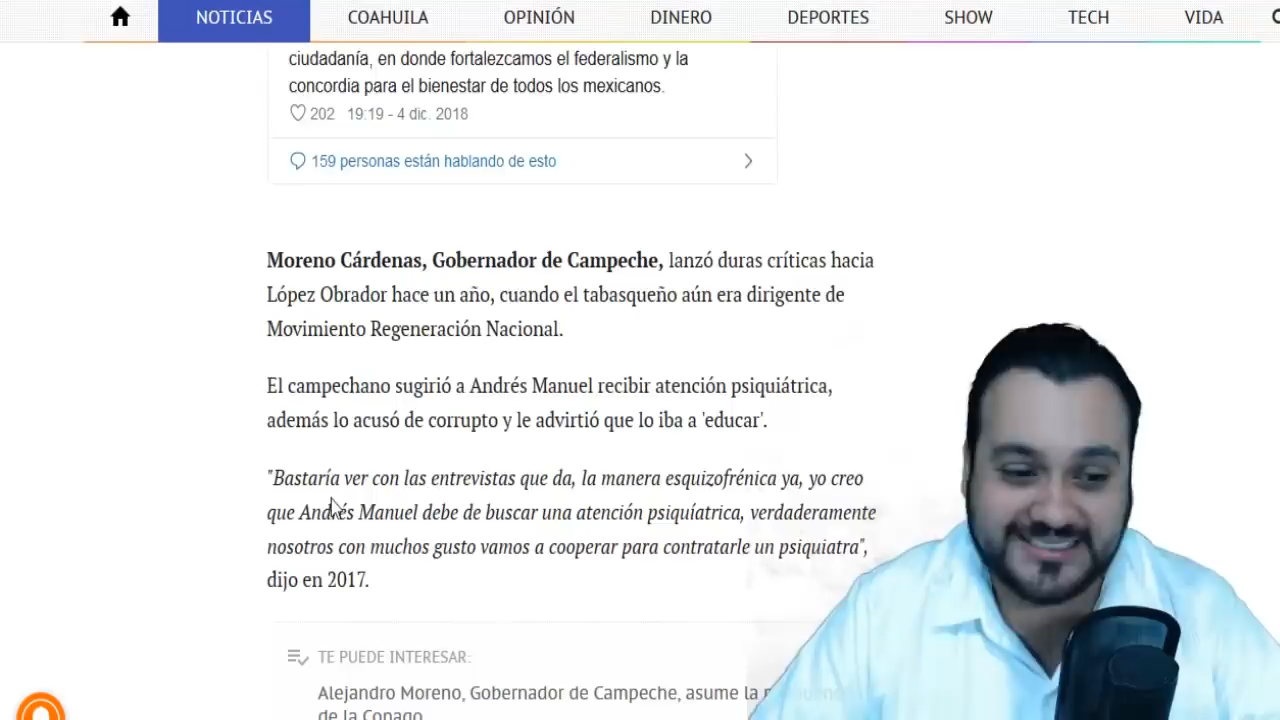 NOTICIAS COAHUILA OPINIÓN DINERO DEPORTES SHOW TECH VIDA
ciudadanía, en donde fortalezcamos el federalismo y la
concordia para el bienestar de todos los mexicanos.
202 19:19 - 4 dic. 2018
159 personas están hablando de esto
Moreno Cárdenas, Gobernador de Campeche, lanzó duras críticas hacia
López Obrador hace un año, cuando el tabasqueño aún era dirigente de
Movimiento Regeneración Nacional.
El campechano sugirió a Andrés Manuel recibir atención psiquiátrica,
además lo acusó de corrupto y le advirtió que lo iba a 'educar'.
"Bastaría ver con las entrevistas que da, la manera esquizofrénica ya, yo creo
que Andrés Manuel debe de buscar una atención psiquíatrica, verdaderamente
nosotros con muchos gusto vamos a cooperar para contratarle un psiquiatra",
dijo en 2017.
TE PUEDE INTERESAR:
Alejandro Moreno, Gobernador de Campeche, asume la
de la Conago